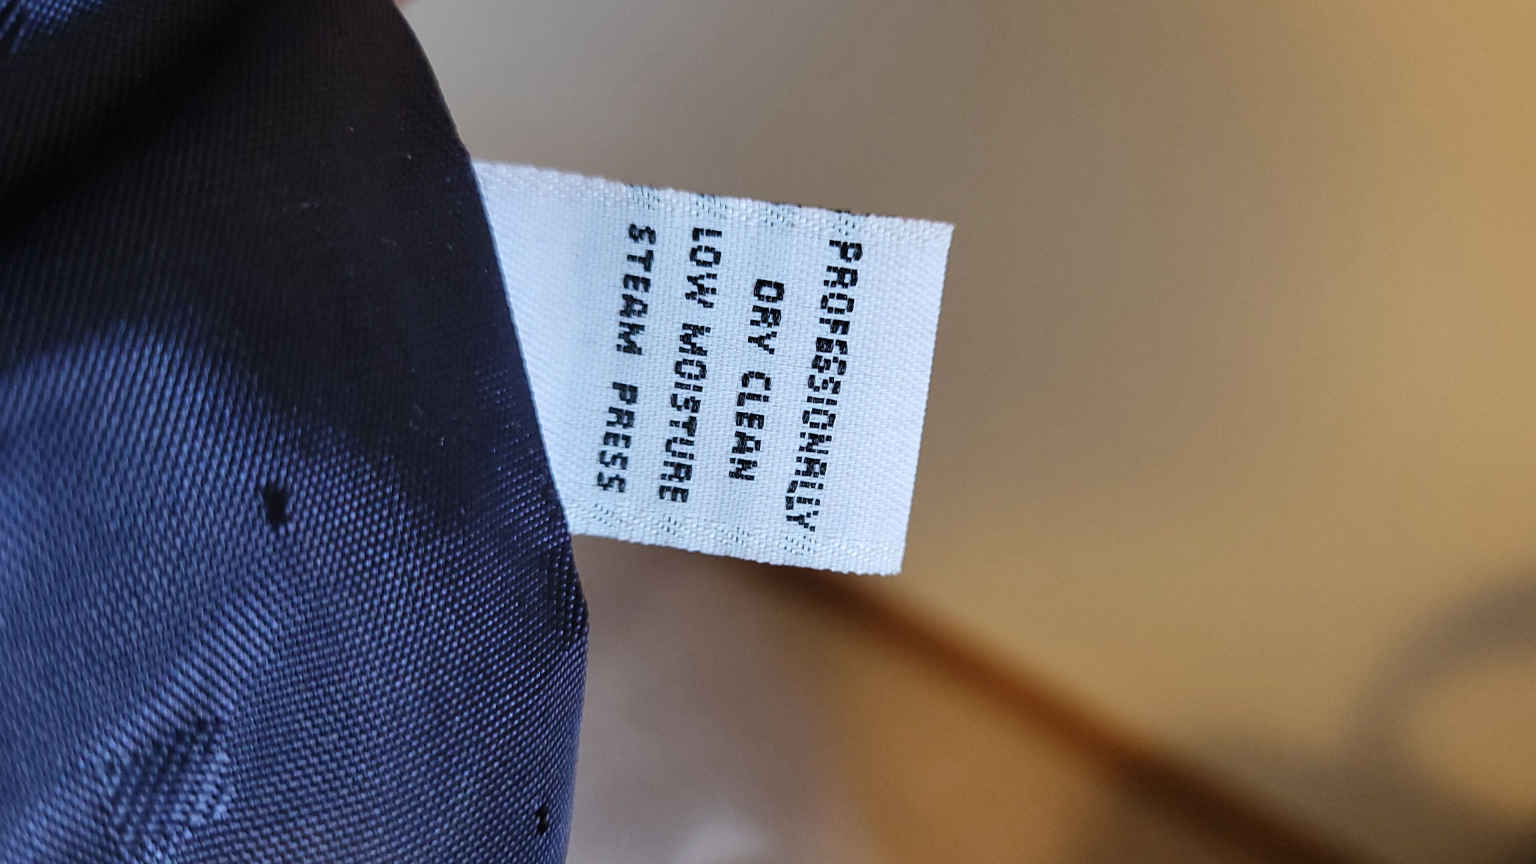 PROFESSIONALLY
DRY CLEAN
LOW MOISTURE
STEAM PRESS